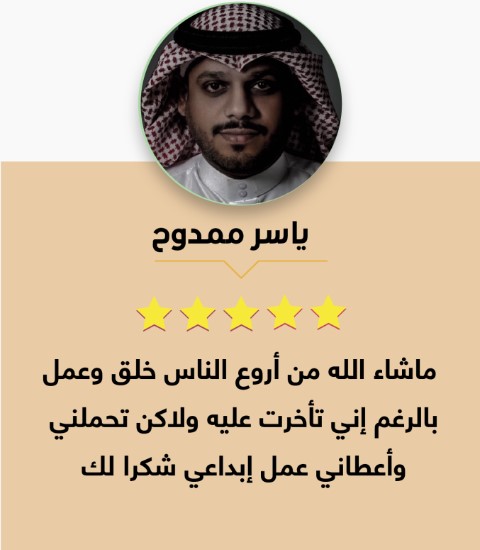 ياسر ممدوح
ماشاء الله من أروع الناس خلق وعمل
بالرغم إني تأخرت عليه ولاكن تحملني
وأعطاني عمل إبداعي شكرا لك